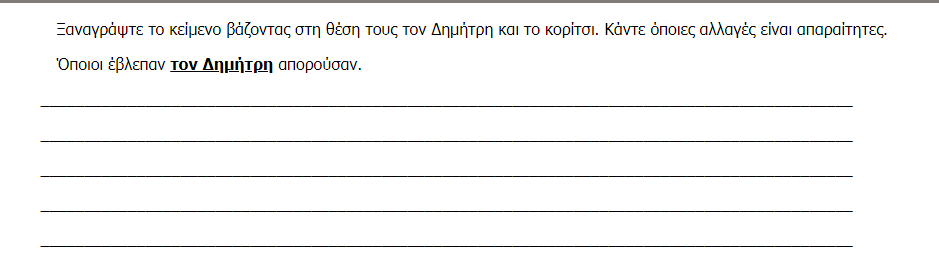 Ξαναγράψτε το κείμενο βάζοντας στη θέση τους τον Δημήτρη και το κορίτσι. Κάντε όποιες αλλαγές είναι απαραίτητες.
Όποιοι έβλεπαν τον Δημήτρη απορούσαν.